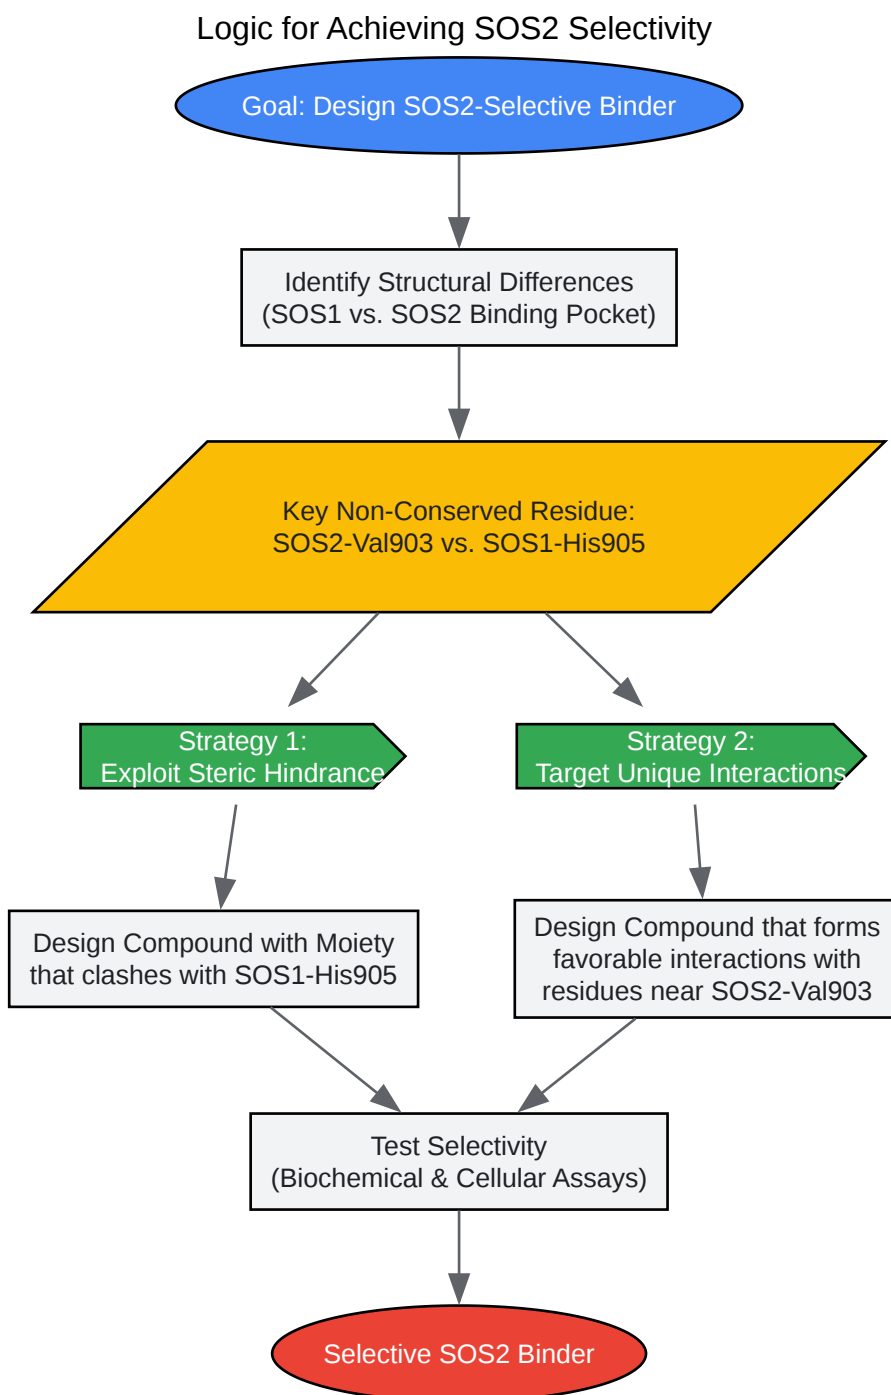 Logic for Achieving SOS2 Selectivity
Goal: Design SOS2-Selective Binder
Identify Structural Differences
(SOS1 vs. SOS2 Binding Pocket)
Key Non-Conserved Residue:
SOS2-Val903 vs. SOS1-His905
Strategy 1:
Exploit Steric Hindrance
Strategy 2:
Target Unique Interactions
Design Compound with Moiety
that clashes with SOS1-His905
Design Compound that forms
favorable interactions with
residues near SOS2-Val903
Test Selectivity
(Biochemical & Cellular Assays)
Selective SOS2 Binder